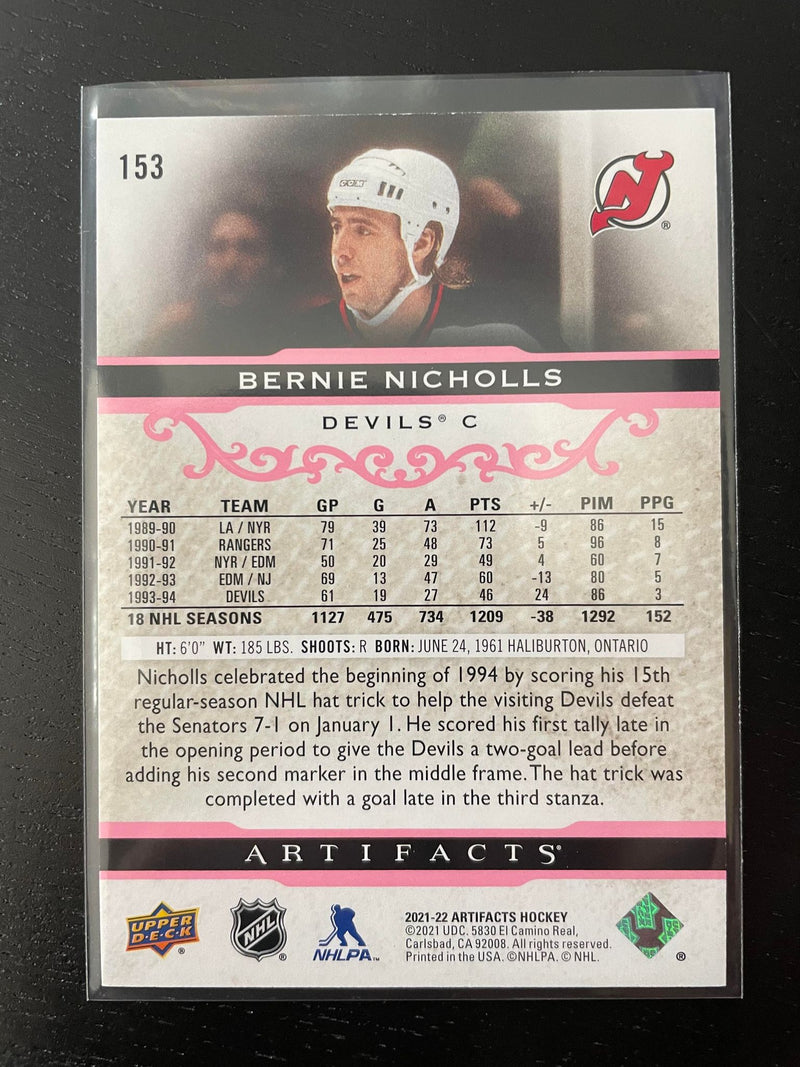 153
CCM
NJ
®
BERNIE NICHOLLS
DEVILS® C
YEAR TEAM GP G A PTS +/- PIM PPG
1989-90 LA / NYR 79 39 73 112 -9 86 15
1990-91 RANGERS 71 25 48 73 5 96 8
1991-92 NYR / EDM 50 20 29 49 4 60 7
1992-93 EDM / NJ 69 13 47 60 -13 80 5
1993-94 DEVILS 61 19 27 46 24 86 3
18 NHL SEASONS 1127 475 734 1209 -38 1292 152
HT: 6'0" WT: 185 LBS. SHOOTS: R BORN: JUNE 24, 1961 HALIBURTON, ONTARIO
Nicholls celebrated the beginning of 1994 by scoring his 15th
regular-season NHL hat trick to help the visiting Devils defeat
the Senators 7-1 on January 1. He scored his first tally late in
the opening period to give the Devils a two-goal lead before
adding his second marker in the middle frame. The hat trick was
completed with a goal late in the third stanza.
ARTIFACTS®
UPPER
DECK
®
NHL
®
NHLPA™
2021-22 ARTIFACTS HOCKEY
©2021 UDC. 5830 El Camino Real,
Carlsbad, CA 92008. All rights reserved.
Printed in the USA. ©NHLPA. © NHL.
®